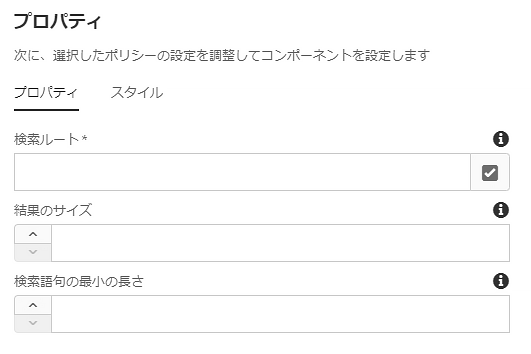 プロパティ
次に、選択したポリシーの設定を調整してコンポーネントを設定します
プロパティ スタイル
検索ルート*
結果のサイズ
検索語句の最小の長さ